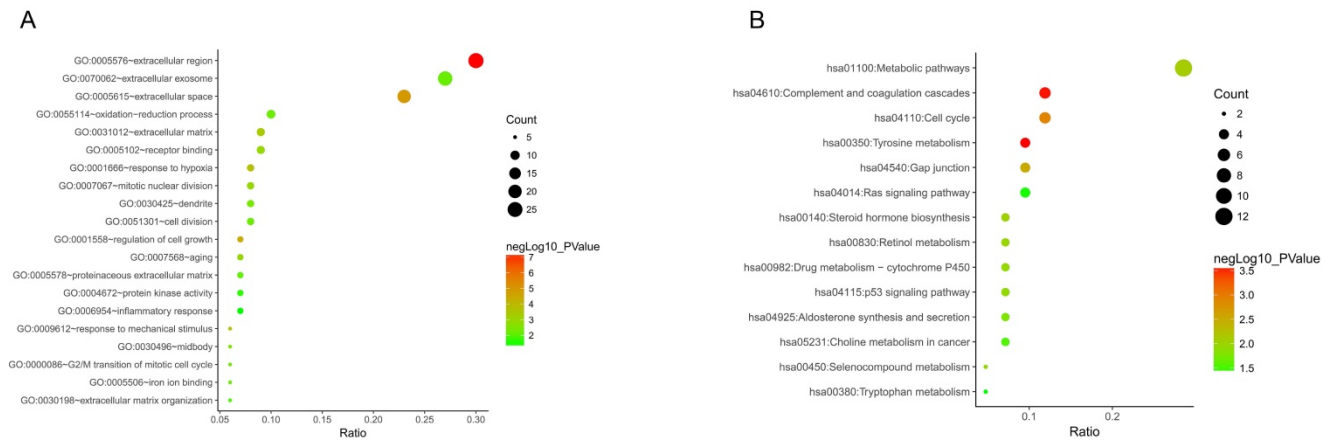 A
GO:0005576~extracellular region
GO:0070062~extracellular exosome
GO:0005615~extracellular space
GO:0055114~oxidation−reduction process
GO:0031012~extracellular matrix
GO:0005102~receptor binding
GO:0001666~response to hypoxia
GO:0007067~mitotic nuclear division
GO:0030425~dendrite
GO:0051301~cell division
GO:0001558~regulation of cell growth
GO:0007568~aging
GO:0005578~proteinaceous extracellular matrix
GO:0004672~protein kinase activity
GO:0006954~inflammatory response
GO:0009612~response to mechanical stimulus
GO:0030496~midbody
GO:0000086~G2/M transition of mitotic cell cycle
GO:0005506~iron ion binding
GO:0030198~extracellular matrix organization
0.05 0.10 0.15 0.20 0.25 0.30
Ratio
Count
5
10
15
20
25
negLog10_PValue
7
6
5
4
3
2
B
hsa01100:Metabolic pathways
hsa04610:Complement and coagulation cascades
hsa04110:Cell cycle
hsa00350:Tyrosine metabolism
hsa04540:Gap junction
hsa04014:Ras signaling pathway
hsa00140:Steroid hormone biosynthesis
hsa00830:Retinol metabolism
hsa00982:Drug metabolism − cytochrome P450
hsa04115:p53 signaling pathway
hsa04925:Aldosterone synthesis and secretion
hsa05231:Choline metabolism in cancer
hsa00450:Selenocompound metabolism
hsa00380:Tryptophan metabolism
0.1 0.2
Ratio
Count
2
4
6
8
10
12
negLog10_PValue
3.5
3.0
2.5
2.0
1.5